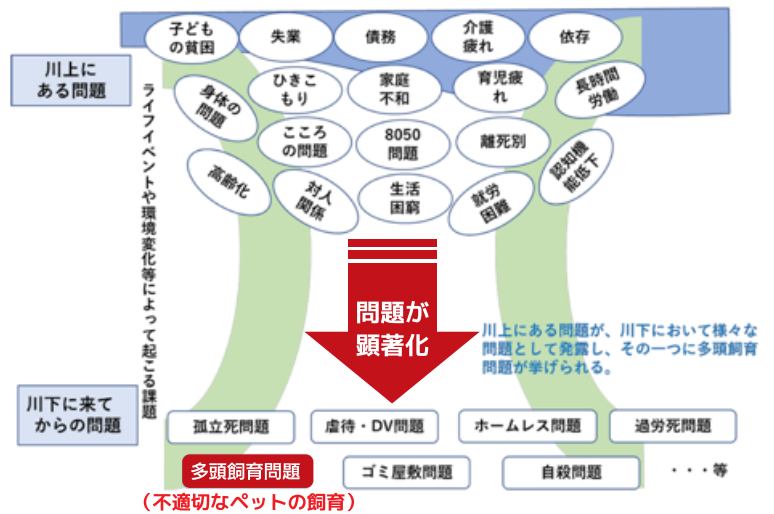 子ども
の貧困
失業
債務
介護
疲れ
依存
川上に
ある問題
身体の
問題
ひきこ
もり
家庭
不和
育児疲
れ
長時間
労働
こころ
の問題
8050
問題
離死別
認知機
能低下
高齢化
対人
関係
生活
困窮
就労
困難
ライフイベントや環境変化等によって起こる課題
問題が
顕著化
川上にある問題が、川下において様々な
問題として発露し、その一つに多頭飼育
問題が挙げられる。
川下に来て
からの問題
孤立死問題
虐待・DV問題
ホームレス問題
過労死問題
多頭飼育問題
ゴミ屋敷問題
自殺問題
・・・等
（不適切なペットの飼育）